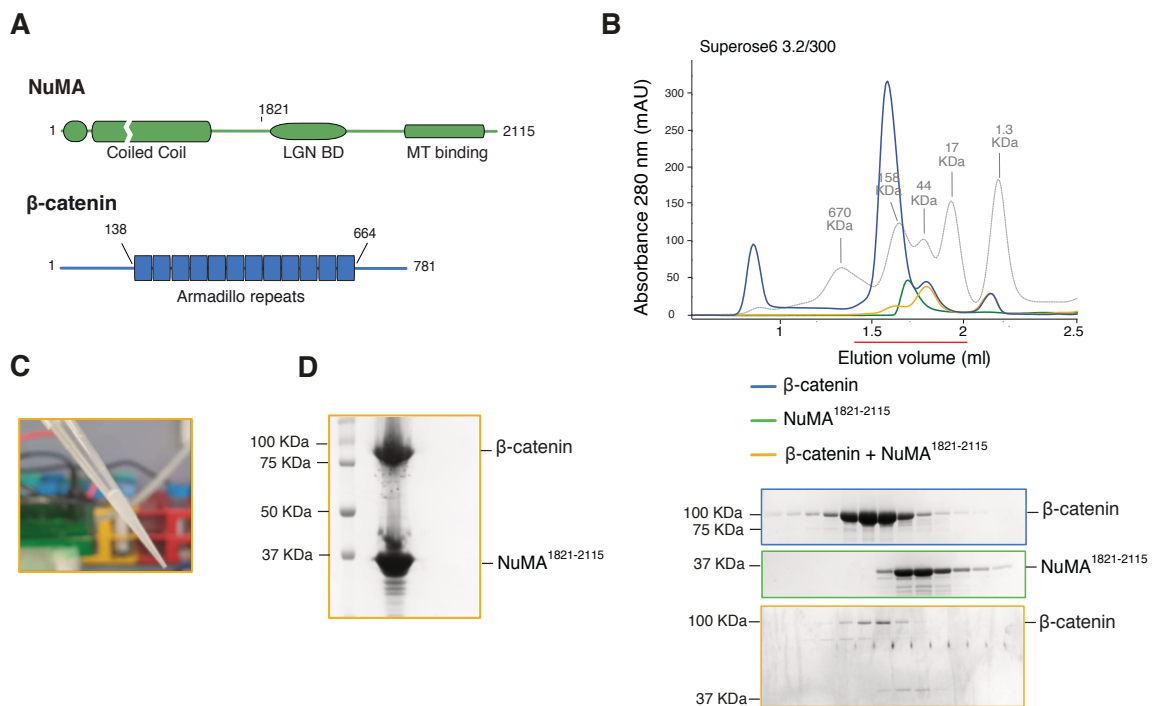 A
NuMA
1
1821
2115
Coiled Coil
LGN BD
MT binding
β-catenin
138
664
1
781
Armadillo repeats
B
Superose6 3.2/300
Absorbance 280 nm (mAU)
300
250
200
150
100
50
0
670
KDa
158
KDa
44
KDa
17
KDa
1.3
KDa
1
1.5
2
2.5
Elution volume (ml)
β-catenin
NuMA1821-2115
β-catenin + NuMA1821-2115
100 KDa
75 KDa
β-catenin
37 KDa
NuMA1821-2115
100 KDa
β-catenin
37 KDa
C
D
100 KDa
75 KDa
50 KDa
37 KDa
β-catenin
NuMA1821-2115